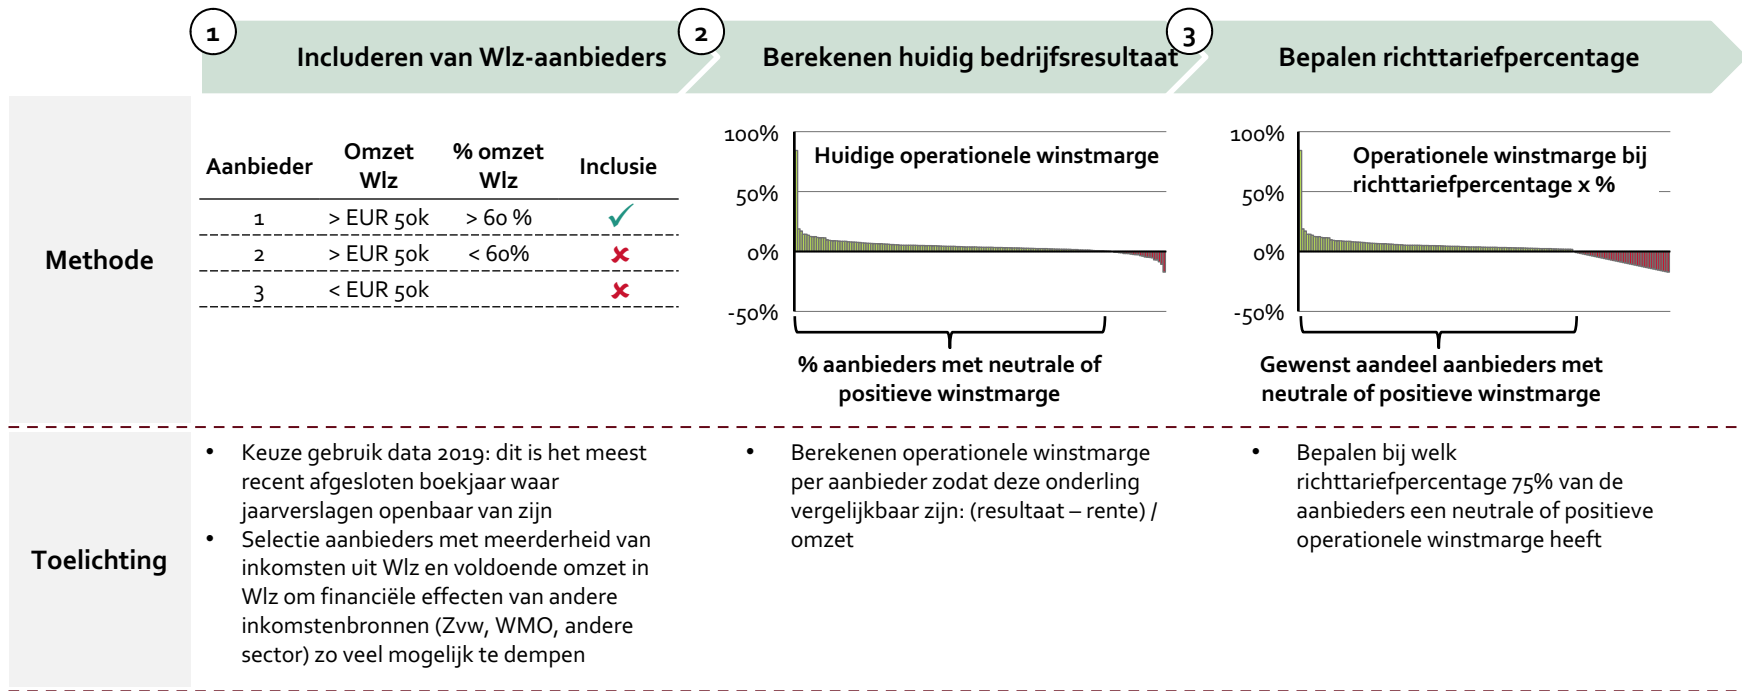 1
Includeren van Wlz-aanbieders
2
Berekenen huidig bedrijfsresultaat
3
Bepalen richttariefpercentage
Methode
Aanbieder Omzet Wlz % omzet Wlz Inclusie
1 > EUR 50k > 60 %
2 > EUR 50k < 60%
3 < EUR 50k
100%
50%
0%
-50%
Huidige operationele winstmarge
% aanbieders met neutrale of
positieve winstmarge
100%
50%
0%
-50%
Operationele winstmarge bij
richttariefpercentage x %
Gewenst aandeel aanbieders met
neutrale of positieve winstmarge
Toelichting
• Keuze gebruik data 2019: dit is het meest
recent afgesloten boekjaar waar
jaarverslagen openbaar van zijn
• Selectie aanbieders met meerderheid van
inkomsten uit Wlz en voldoende omzet in
Wlz om financiële effecten van andere
inkomstenbronnen (Zvw, WMO, andere
sector) zo veel mogelijk te dempen
• Berekenen operationele winstmarge
per aanbieder zodat deze onderling
vergelijkbaar zijn: (resultaat – rente) /
omzet
• Bepalen bij welk
richttariefpercentage 75% van de
aanbieders een neutrale of positieve
operationele winstmarge heeft